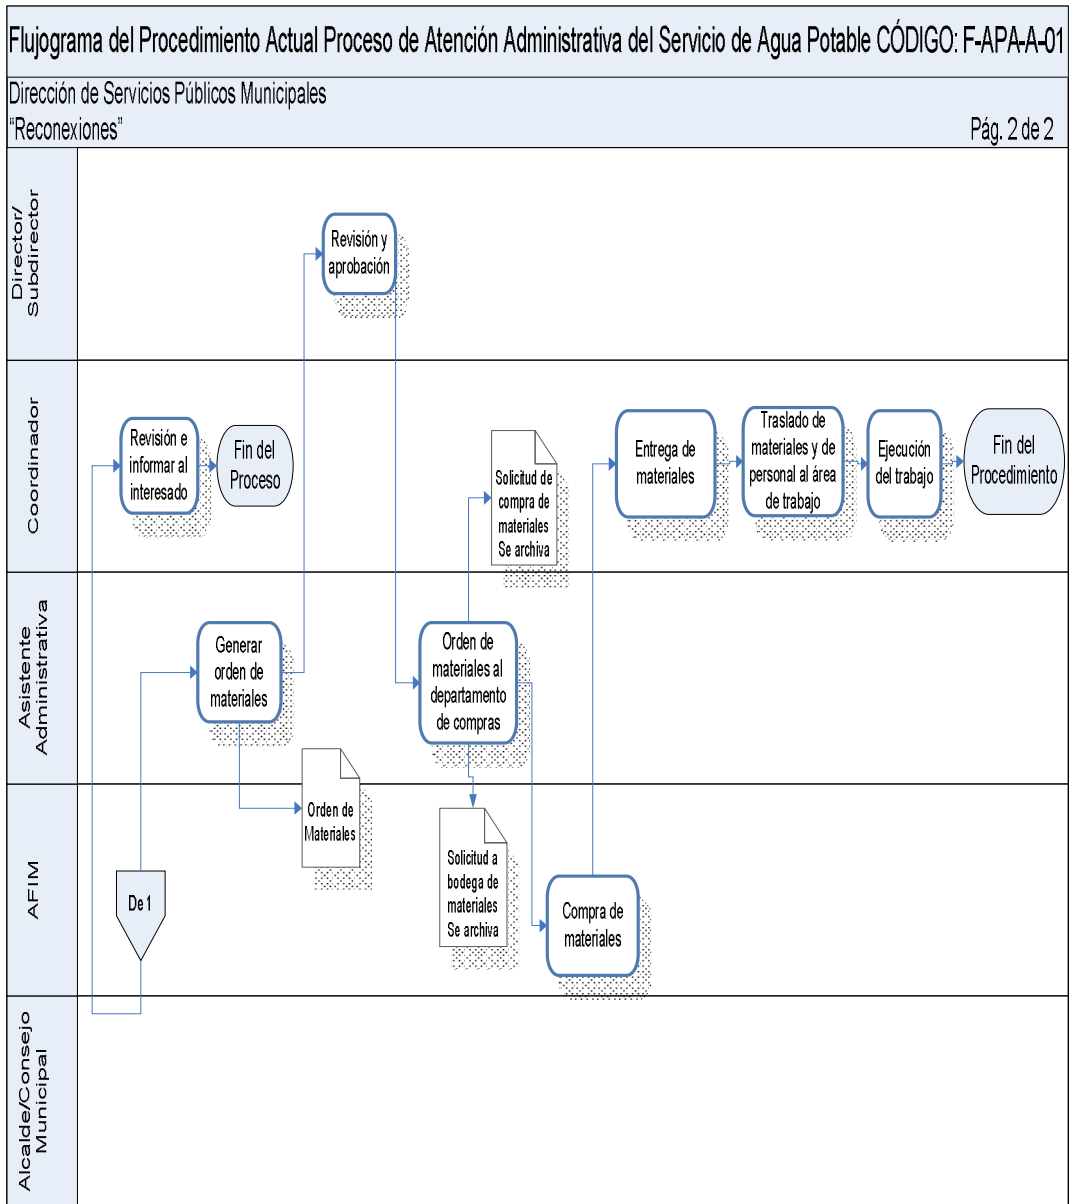 Flujograma del Procedimiento Actual Proceso de Atención Administrativa del Servicio de Agua Potable CÓDIGO: F-APA-A-01
Dirección de Servicios Públicos Municipales
"Reconexiones"
Pág. 2 de 2
Director/
Subdirector
Revisión y
aprobación
Coordinador
Revisión e
informar al
interesado
Fin del
Proceso
Solicitud de
compra de
materiales
Se archiva
Entrega de
materiales
Traslado de
materiales y de
personal al área
de trabajo
Ejecución
del trabajo
Fin del
Procedimiento
Asistente
Administrativa
Generar
orden de
materiales
Orden de
materiales al
departamento
de compras
Orden de
Materiales
AFIM
De 1
Solicitud a
bodega de
materiales
Se archiva
Compra de
materiales
Alcalde/Consejo
Municipal